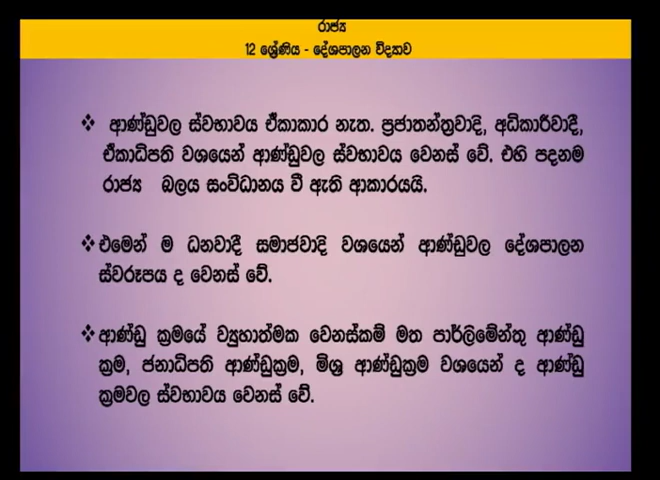 රාජ්‍ය
12 ශ්‍රේණිය - දේශපාලන විද්‍යාව
❖ ආණ්ඩුවල ස්වභාවය ඒකාකාර නැත. ප්‍රජාතන්ත්‍රවාදි, අධිකාරීවාදී,
ඒකාධිපති වශයෙන් ආණ්ඩුවල ස්වභාවය වෙනස් වේ. එහි පදනම
රාජ්‍ය බලය සංවිධානය වී ඇති ආකාරයයි.
❖ එමෙන් ම ධනවාදී සමාජවාදි වශයෙන් ආණ්ඩුවල දේශපාලන
ස්වරූපය ද වෙනස් වේ.
❖ ආණ්ඩු ක්‍රමයේ ව්‍යුහාත්මක වෙනස්කම් මත පාර්ලිමේන්තු ආණ්ඩු
ක්‍රම, ජනාධිපති ආණ්ඩුක්‍රම, මිශ්‍ර ආණ්ඩුක්‍රම වශයෙන් ද ආණ්ඩු
ක්‍රමවල ස්වභාවය වෙනස් වේ.